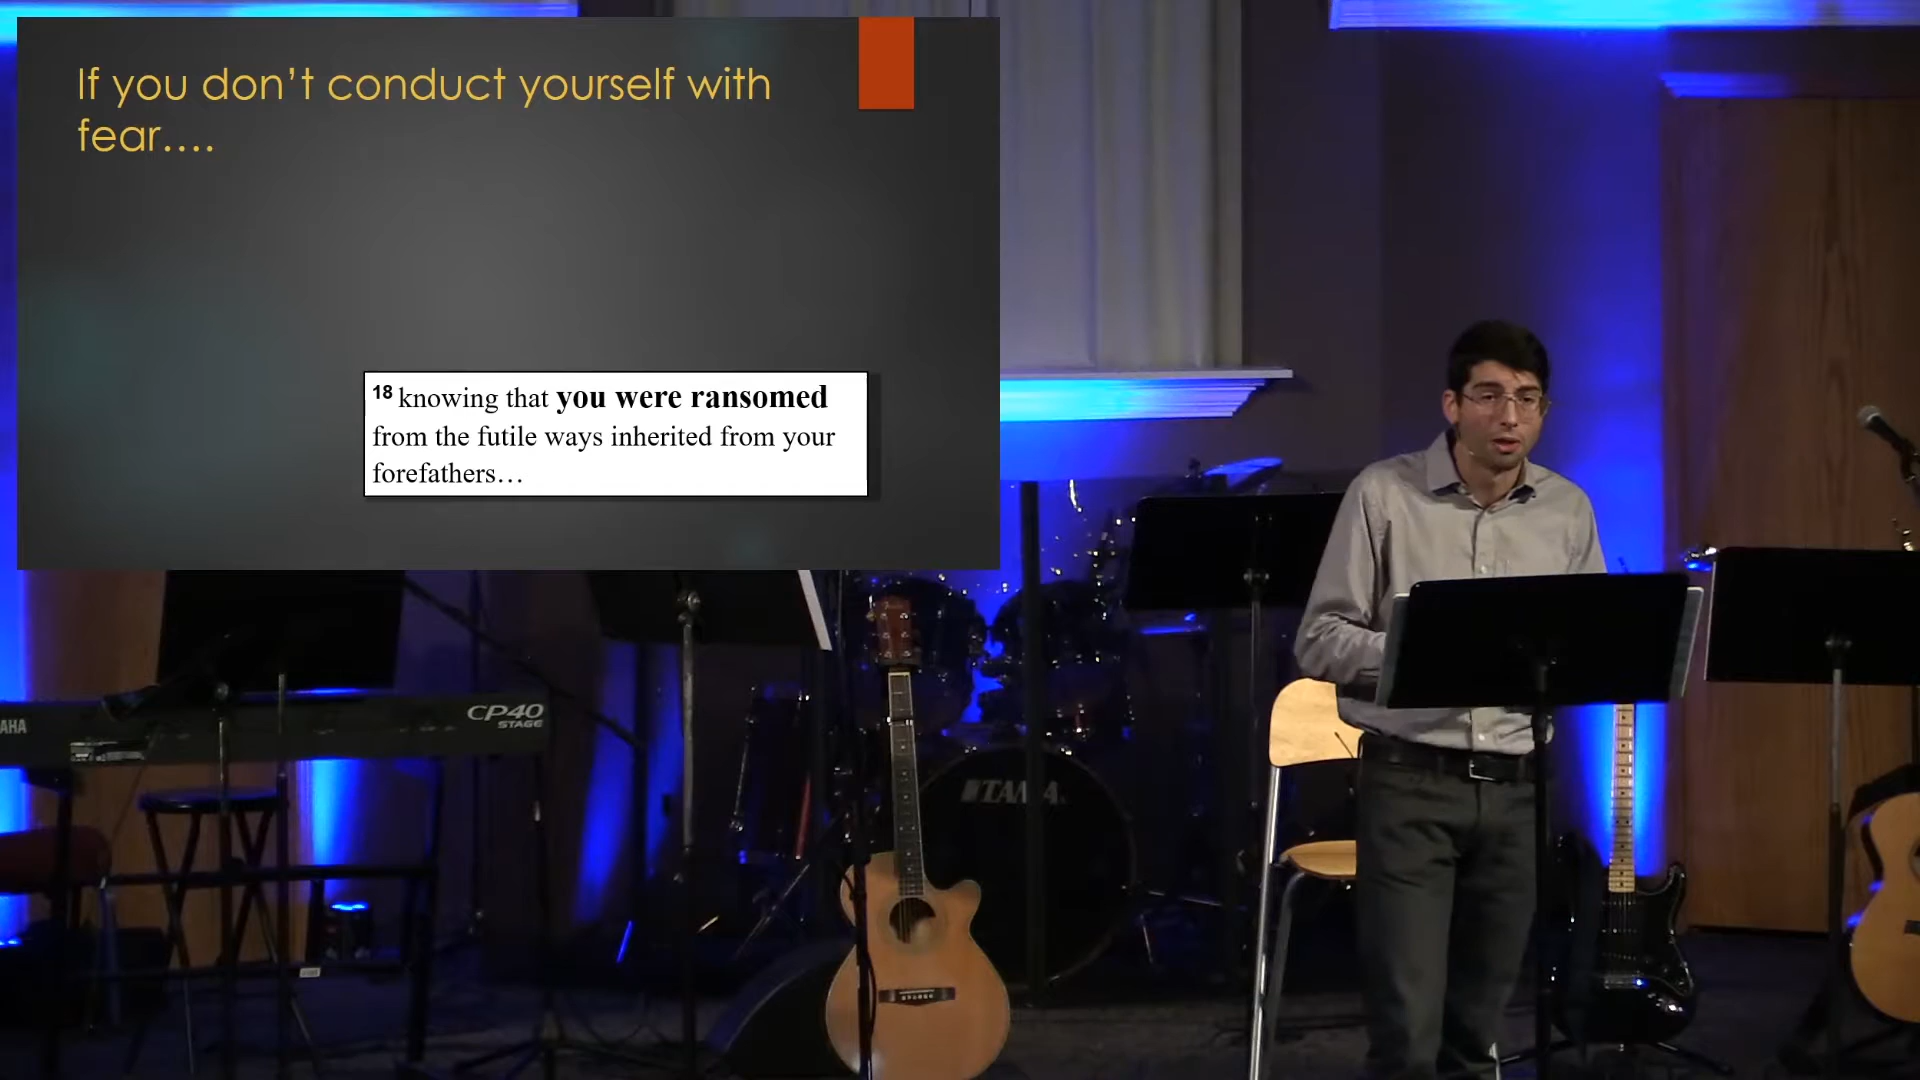 If you don’t conduct yourself with
fear....
18 knowing that you were ransomed
from the futile ways inherited from your
forefathers…
AHA
CP40
STAGE
TAMA